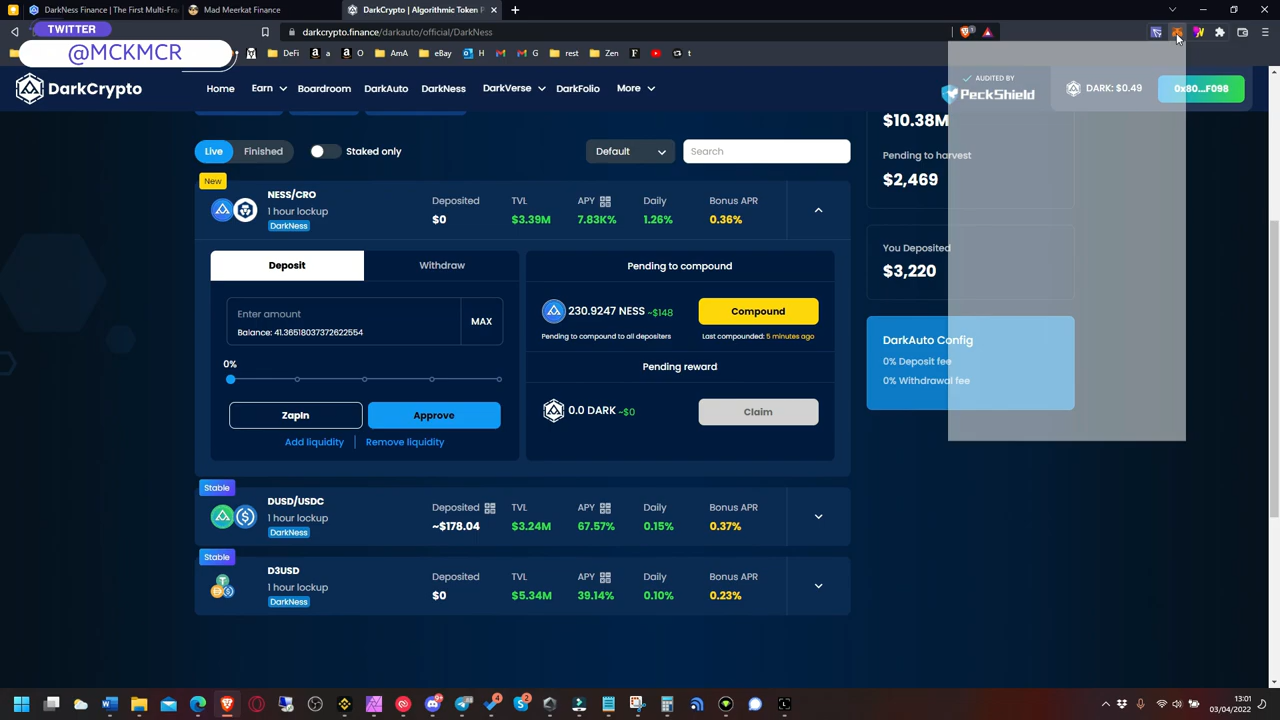 DarkNess Finance | The First Multi-Fra
Mad Meerkat Finance
DarkCrypto | Algorithmic Token P
TWITTER
@MCKMCR
darkcrypto.finance/darkauto/official/DarkNess
DeFi
a
o
AmA
eBay
M
G
rest
Zen
r
t
DarkCrypto
Home
Earn
Boardroom
DarkAuto
DarkNess
DarkVerse
DarkFolio
More
AUDITED BY
PeckShield
DARK: $0.49
0x80...F098
$10.38M
Live
Finished
Staked only
Default
Search
Pending to harvest
$2,469
New
NESS/CRO
1 hour lockup
DarkNess
Deposited
$0
TVL
$3.39M
APY
7.83K%
Daily
1.26%
Bonus APR
0.36%
You Deposited
$3,220
Deposit
Withdraw
Pending to compound
Enter amount
Balance: 41.36518037372622554
MAX
230.9247 NESS ~$148
Compound
Pending to compound to all depositers
Last compounded: 5 minutes ago
DarkAuto Config
0% Deposit fee
0% Withdrawal fee
0%
Pending reward
ZapIn
Approve
0.0 DARK ~$0
Claim
Add liquidity
Remove liquidity
Stable
DUSD/USDC
1 hour lockup
DarkNess
Deposited
~$178.04
TVL
$3.24M
APY
67.57%
Daily
0.15%
Bonus APR
0.37%
Stable
D3USD
1 hour lockup
DarkNess
Deposited
$0
TVL
$5.34M
APY
39.14%
Daily
0.10%
Bonus APR
0.23%
13:01
03/04/2022